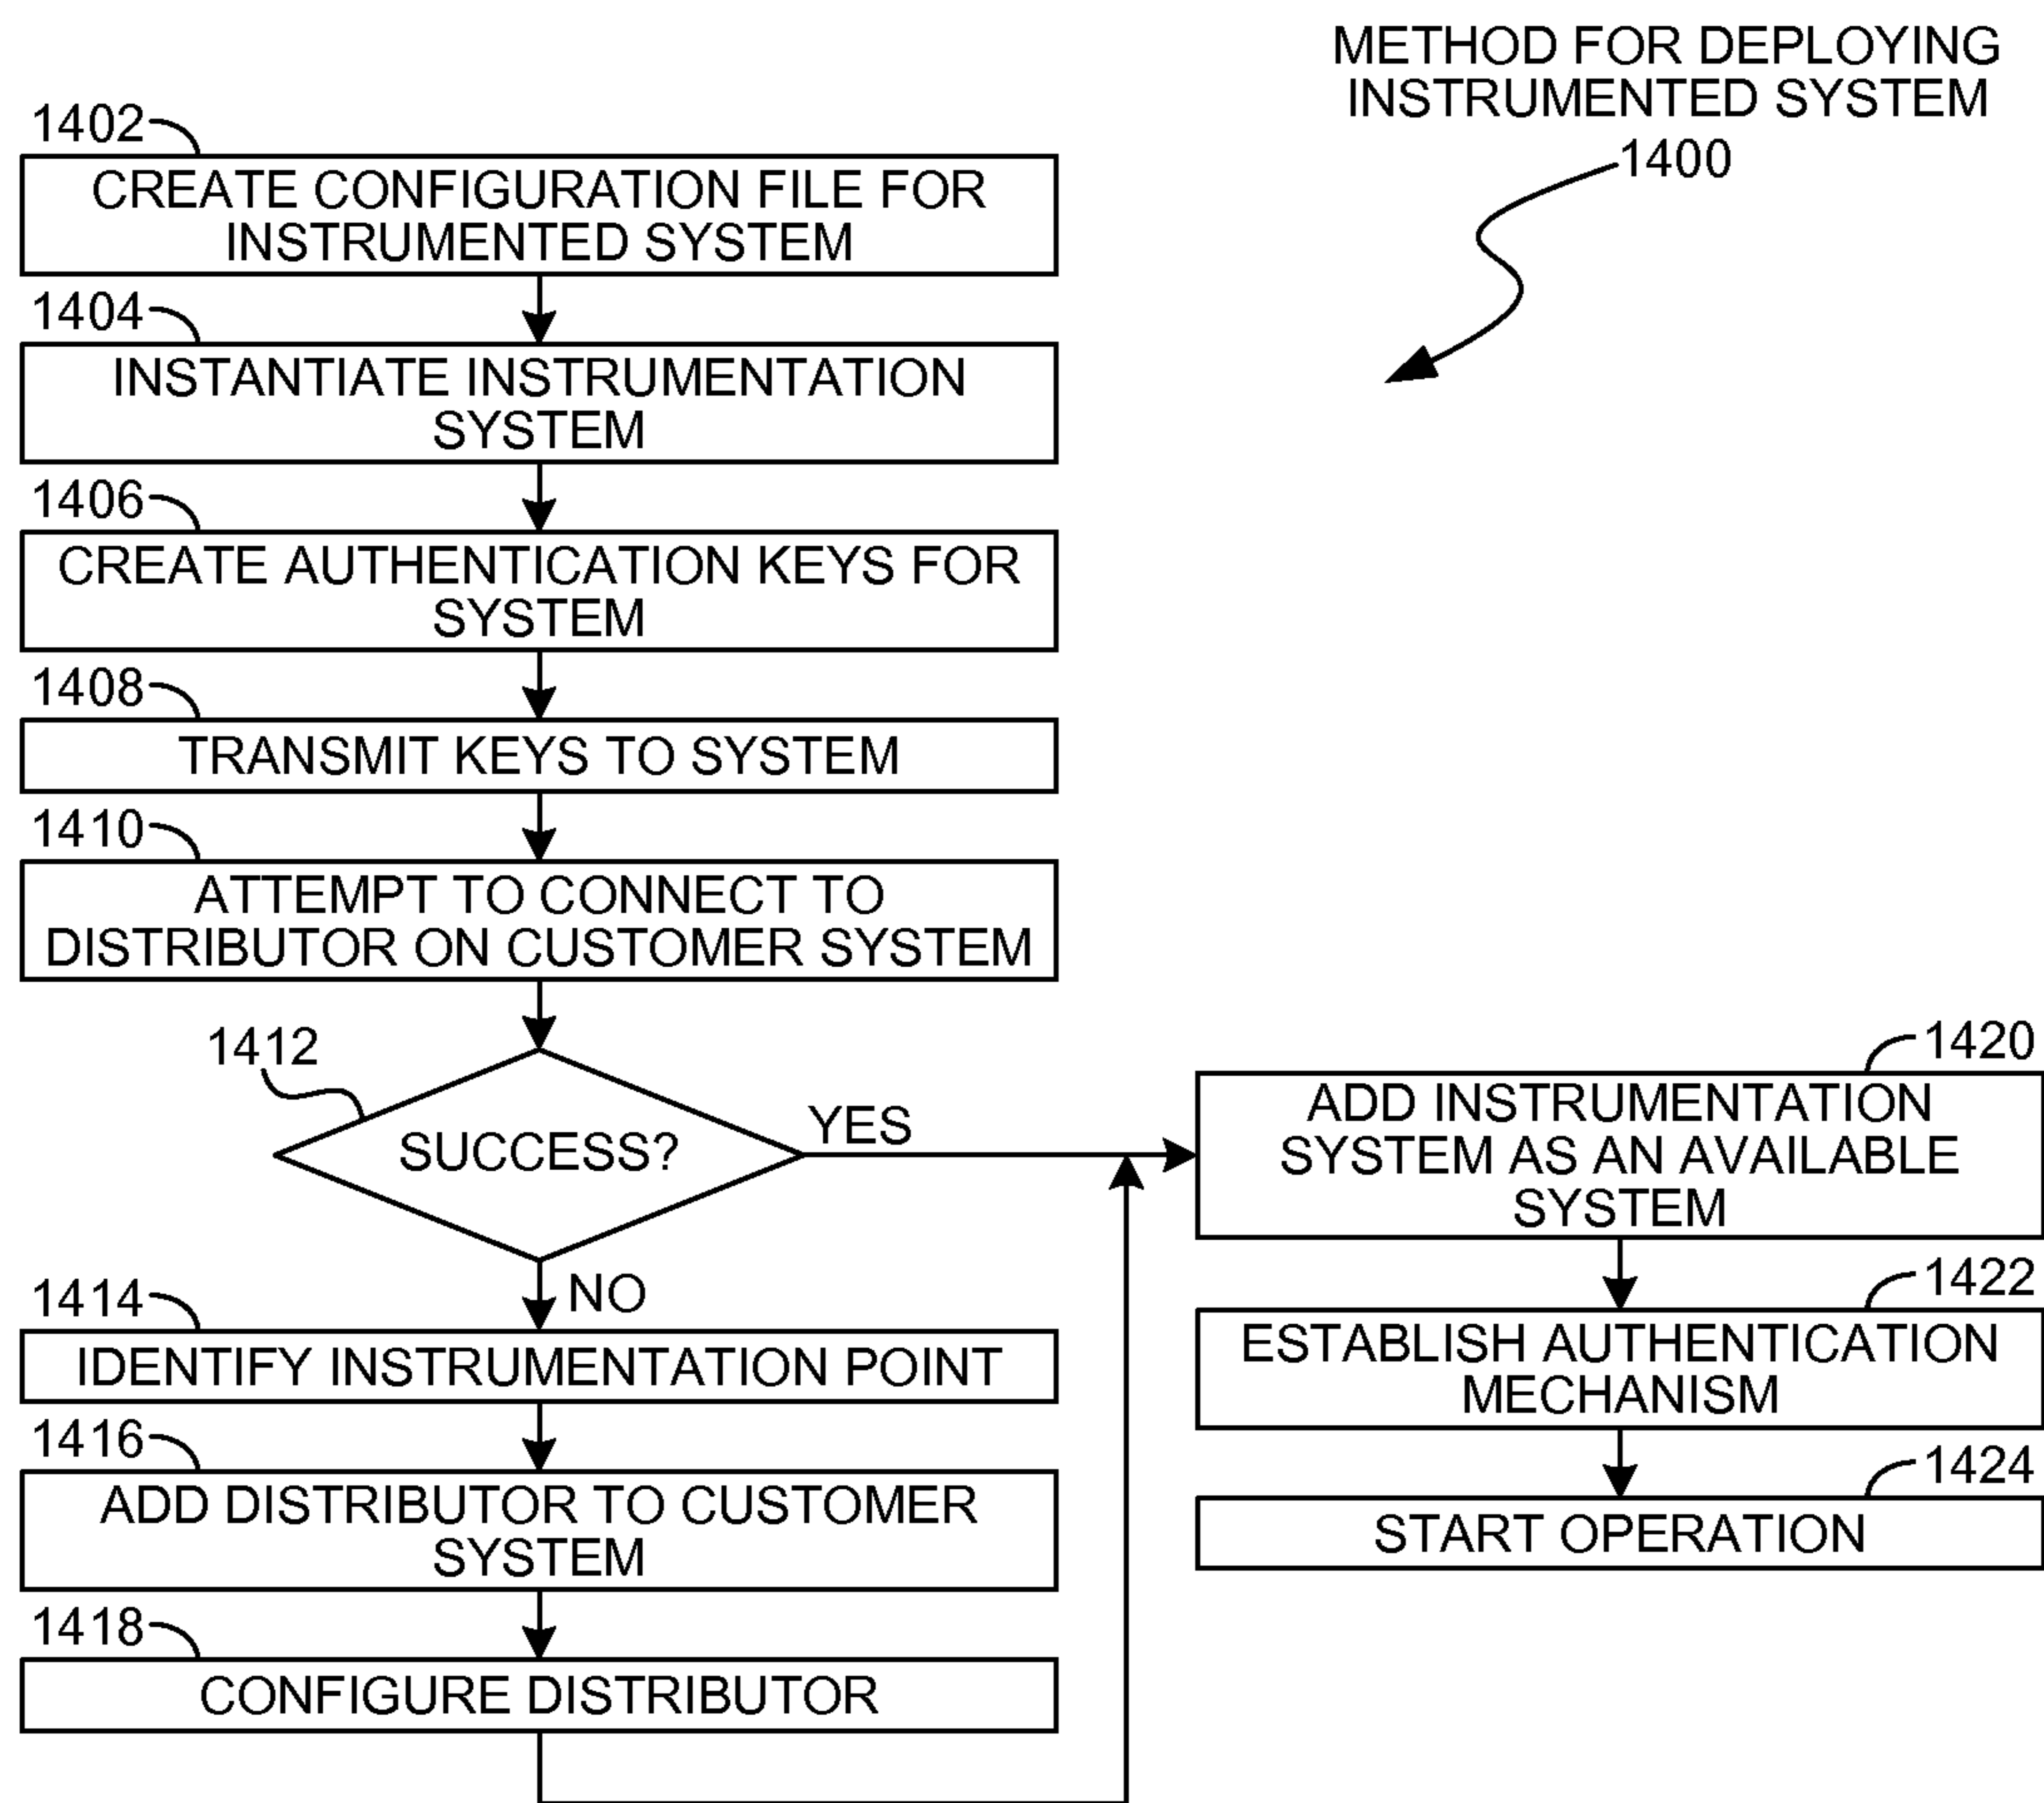 METHOD FOR DEPLOYING
INSTRUMENTED SYSTEM
1400
1402
CREATE CONFIGURATION FILE FOR
INSTRUMENTED SYSTEM
1404
INSTANTIATE INSTRUMENTATION
SYSTEM
1406
CREATE AUTHENTICATION KEYS FOR
SYSTEM
1408
TRANSMIT KEYS TO SYSTEM
1410
ATTEMPT TO CONNECT TO
DISTRIBUTOR ON CUSTOMER SYSTEM
1412
SUCCESS?
YES
NO
1414
IDENTIFY INSTRUMENTATION POINT
1416
ADD DISTRIBUTOR TO CUSTOMER
SYSTEM
1418
CONFIGURE DISTRIBUTOR
1420
ADD INSTRUMENTATION
SYSTEM AS AN AVAILABLE
SYSTEM
1422
ESTABLISH AUTHENTICATION
MECHANISM
1424
START OPERATION